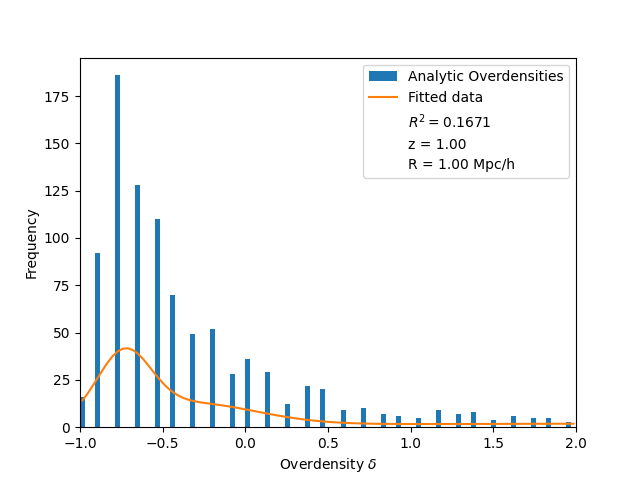 Analytic Overdensities
Fitted data
$R^2 = 0.1671$
z = 1.00
R = 1.00 Mpc/h
175
150
125
100
75
50
25
0
Frequency
−1.0 −0.5 0.0 0.5 1.0 1.5 2.0
Overdensity δ